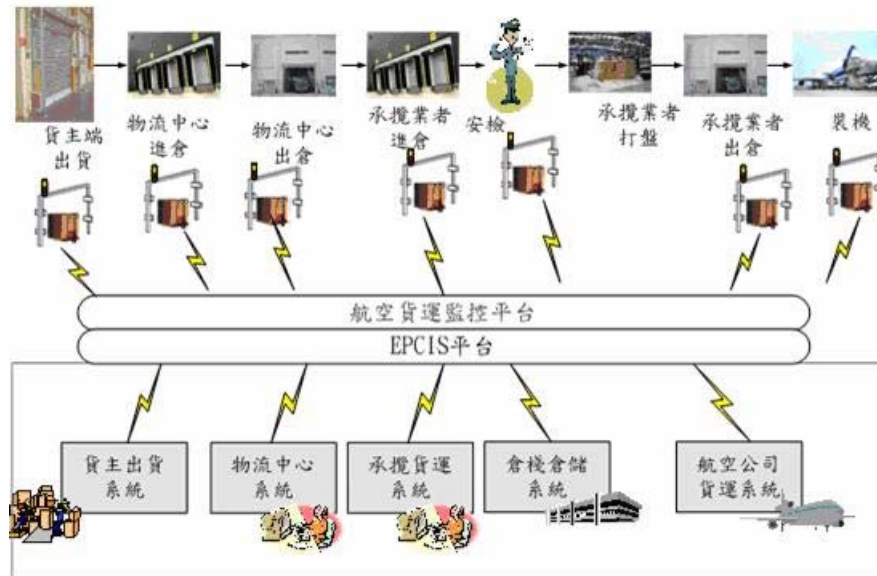 貨主端
出貨
物流中心
進倉
物流中心
出倉
承攬業者
進倉
安檢
承攬業者
打盤
承攬業者
出倉
裝機
航空貨運監控平台
EPCIS平台
貨主出貨
系統
物流中心
系統
承攬貨運
系統
倉棧倉儲
系統
航空公司
貨運系統